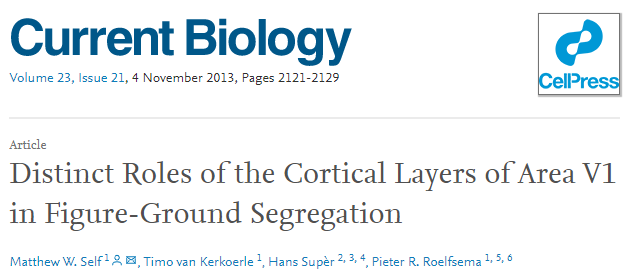 Current Biology
Volume 23, Issue 21, 4 November 2013, Pages 2121-2129
CellPress
Article
Distinct Roles of the Cortical Layers of Area V1
in Figure-Ground Segregation
Matthew W. Self 1, Timo van Kerkoerle 1, Hans Supèr 2, 3, 4, Pieter R. Roelfsema 1, 5, 6